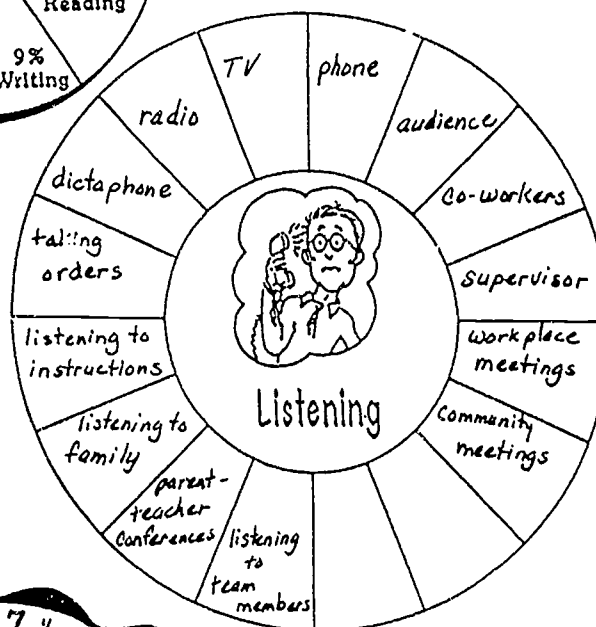 Reading
9%
Writing
TV
phone
audience
co-workers
supervisor
workplace
meetings
community
meetings
listening
to
team
members
parent-
teacher
conferences
listening to
family
listening to
instructions
taking
orders
dictaphone
radio
Listening
7